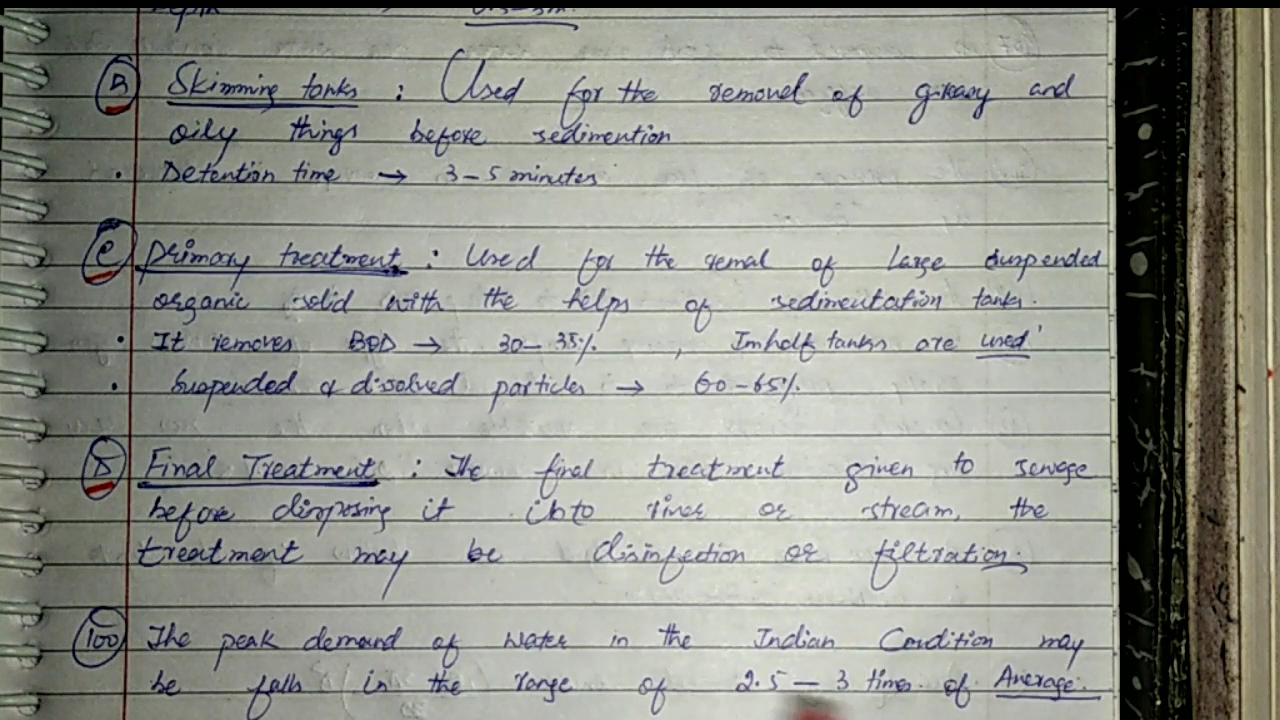 Depth → 0.3-3m.
Skimming tanks : Used for the removal of greasy and
oily things before sedimention
. Detention time → 3-5 minutes
(C) Primary treatment : Used for the remal of Large suspended
organic solid with the helps of sedimentation tanks.
. It removes BOD → 30-35% , Imhoff tanks are used'
. Suspended & dissolved particles → 60-65%.
Final Treatment : The final treatment given to sewage
before disposing it into river or stream, the
treatment may be disinfection or filtration.
(100) The peak demand of Water in the Indian Condition may
be falls in the range of 2.5 – 3 times of Average.